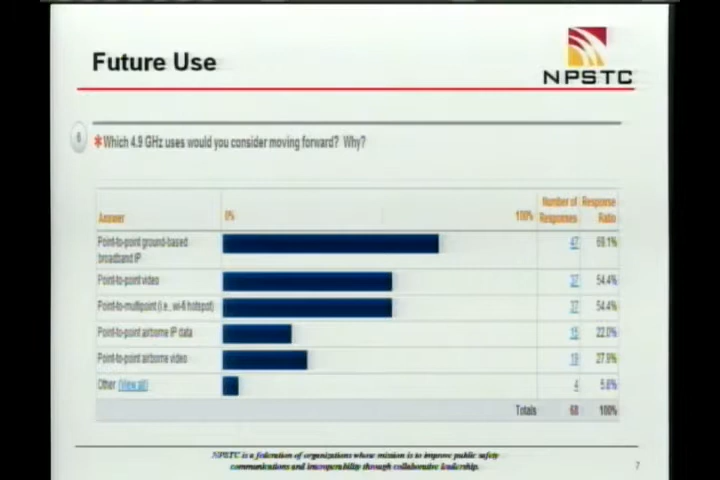 Future Use
NPSTC
6
*Which 4.9 GHz uses would you consider moving forward? Why?
Answer 0% 100% Number of Responses Response Ratio
Point-to-point ground-based broadband IP 47 69.1%
Point-to-point video 37 54.4%
Point-to-multipoint (i.e., wi-fi hotspot) 37 54.4%
Point-to-point airborne IP data 15 22.0%
Point-to-point airborne video 19 27.9%
Other (View all) 4 5.8%
Totals 68 100%
NPSTC is a federation of organizations whose mission is to improve public safety
communications and interoperability through collaborative leadership.
7